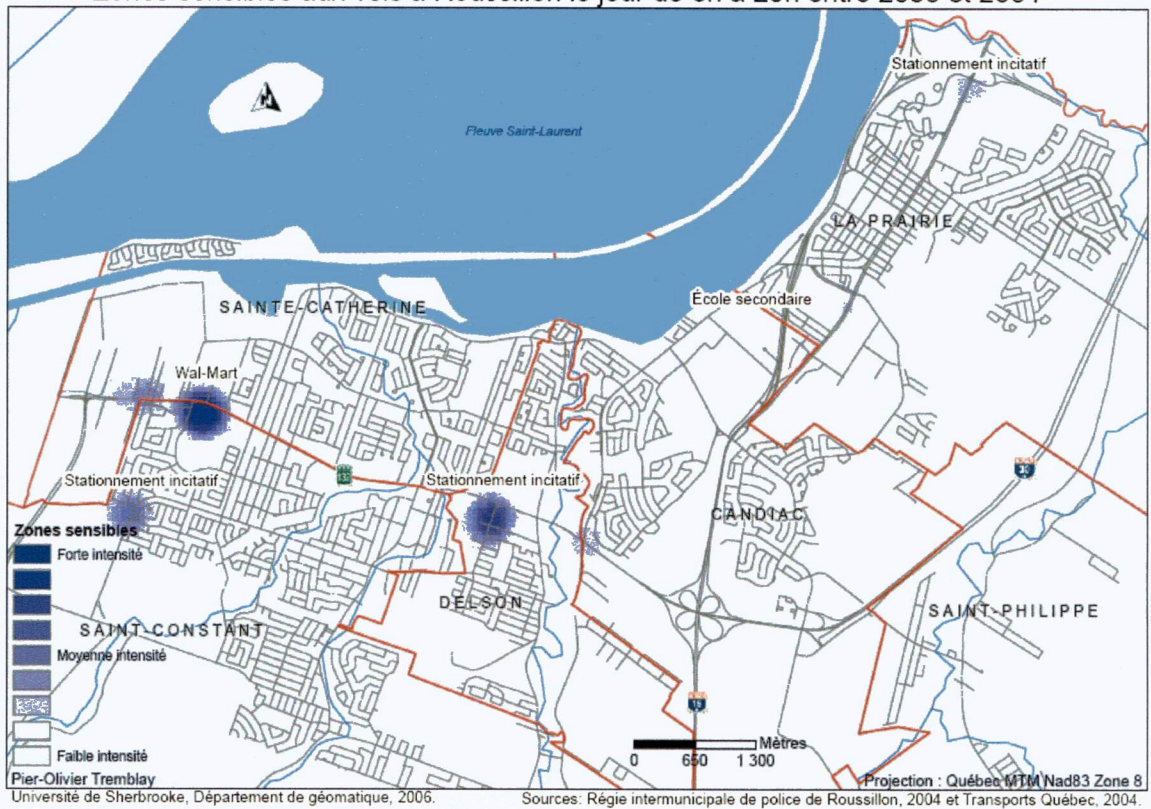 Stationnement incitatif
Fleuve Saint-Laurent
LA PRAIRIE
École secondaire
SAINTE-CATHERINE
Wal-Mart
Stationnement incitatif
132
Stationnement incitatif
30
CANDIAC
Zones sensibles
Forte intensité
DELSON
SAINT-PHILIPPE
SAINT-CONSTANT
Moyenne intensité
15
Mètres
0 650 1 300
Faible intensité
Pier-Olivier Tremblay
Projection : Québec MTM Nad83 Zone 8
Université de Sherbrooke, Département de géomatique, 2006.
Sources: Régie intermunicipale de police de Roussillon, 2004 et Transports Québec, 2004.